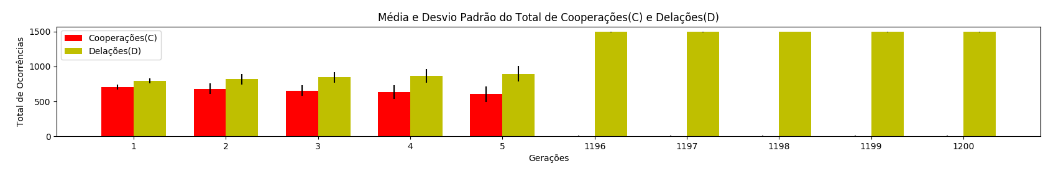 Média e Desvio Padrão do Total de Cooperações(C) e Delações(D)
Total de Ocorrências
1500
1000
500
0
Cooperações(C)
Delações(D)
1 2 3 4 5 1196 1197 1198 1199 1200
Gerações